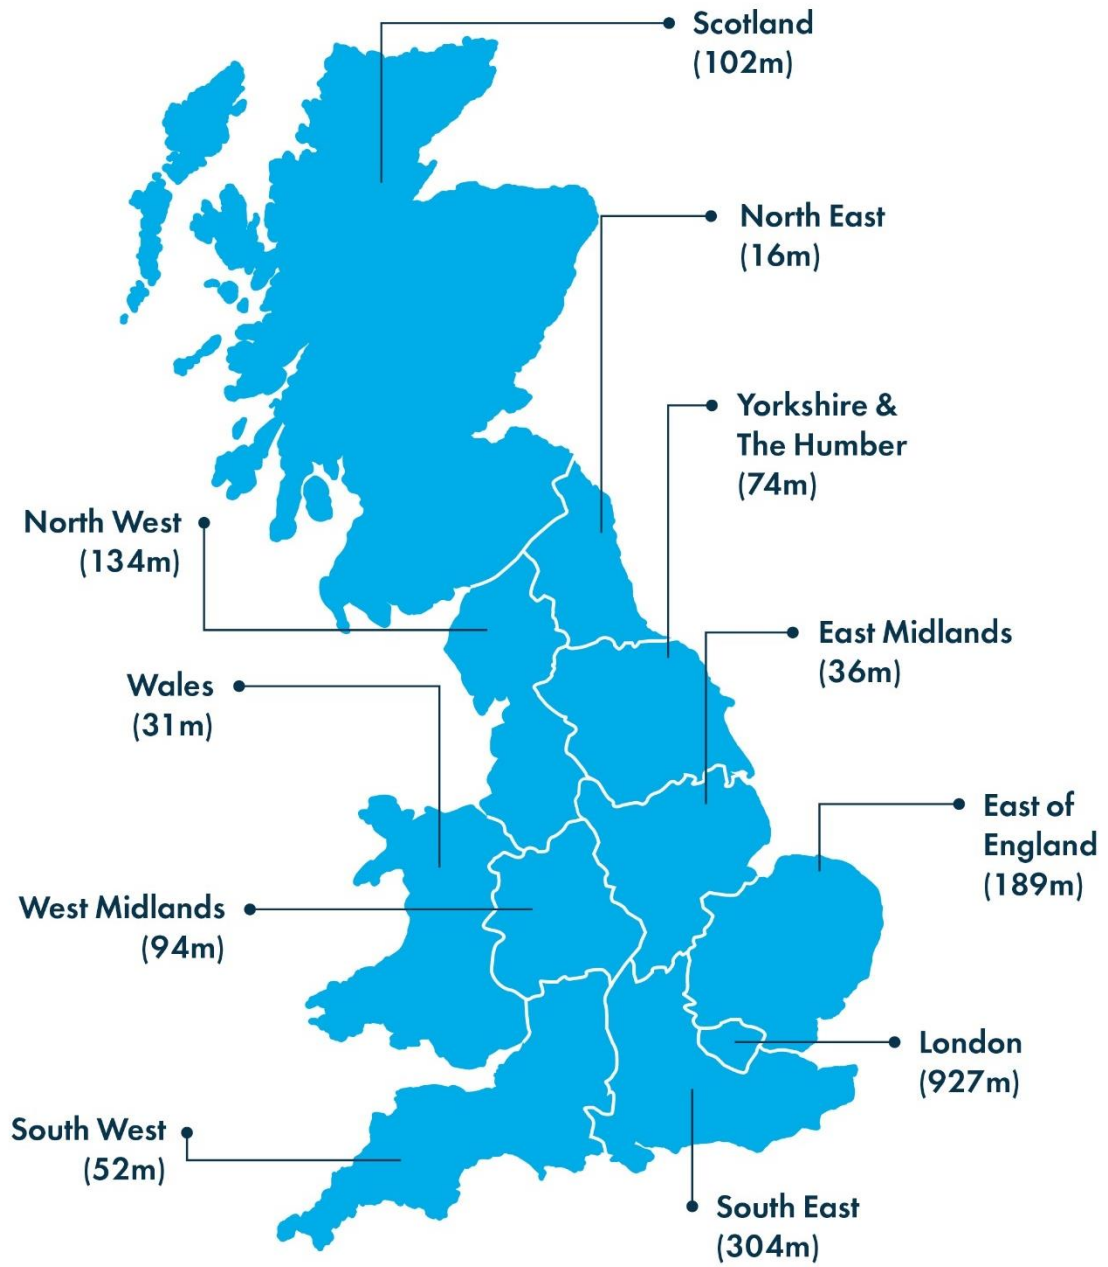 Scotland
(102m)
North East
(16m)
Yorkshire &
The Humber
(74m)
North West
(134m)
East Midlands
(36m)
Wales
(31m)
East of
England
(189m)
West Midlands
(94m)
London
(927m)
South West
(52m)
South East
(304m)